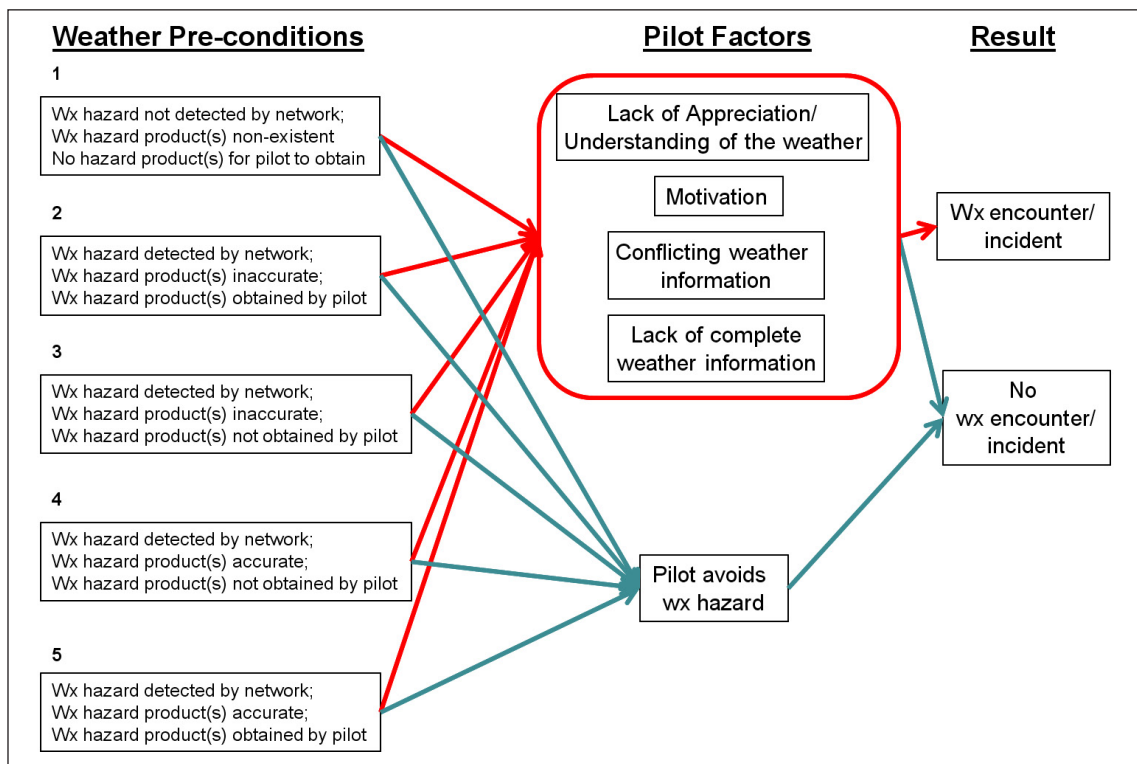 Weather Pre-conditions
1
Wx hazard not detected by network;
Wx hazard product(s) non-existent
No hazard product(s) for pilot to obtain
2
Wx hazard detected by network;
Wx hazard product(s) inaccurate;
Wx hazard product(s) obtained by pilot
3
Wx hazard detected by network;
Wx hazard product(s) inaccurate;
Wx hazard product(s) not obtained by pilot
4
Wx hazard detected by network;
Wx hazard product(s) accurate;
Wx hazard product(s) not obtained by pilot
5
Wx hazard detected by network;
Wx hazard product(s) accurate;
Wx hazard product(s) obtained by pilot
Pilot Factors
Lack of Appreciation/
Understanding of the weather
Motivation
Conflicting weather
information
Lack of complete
weather information
Pilot avoids
wx hazard
Result
Wx encounter/
incident
No
wx encounter/
incident